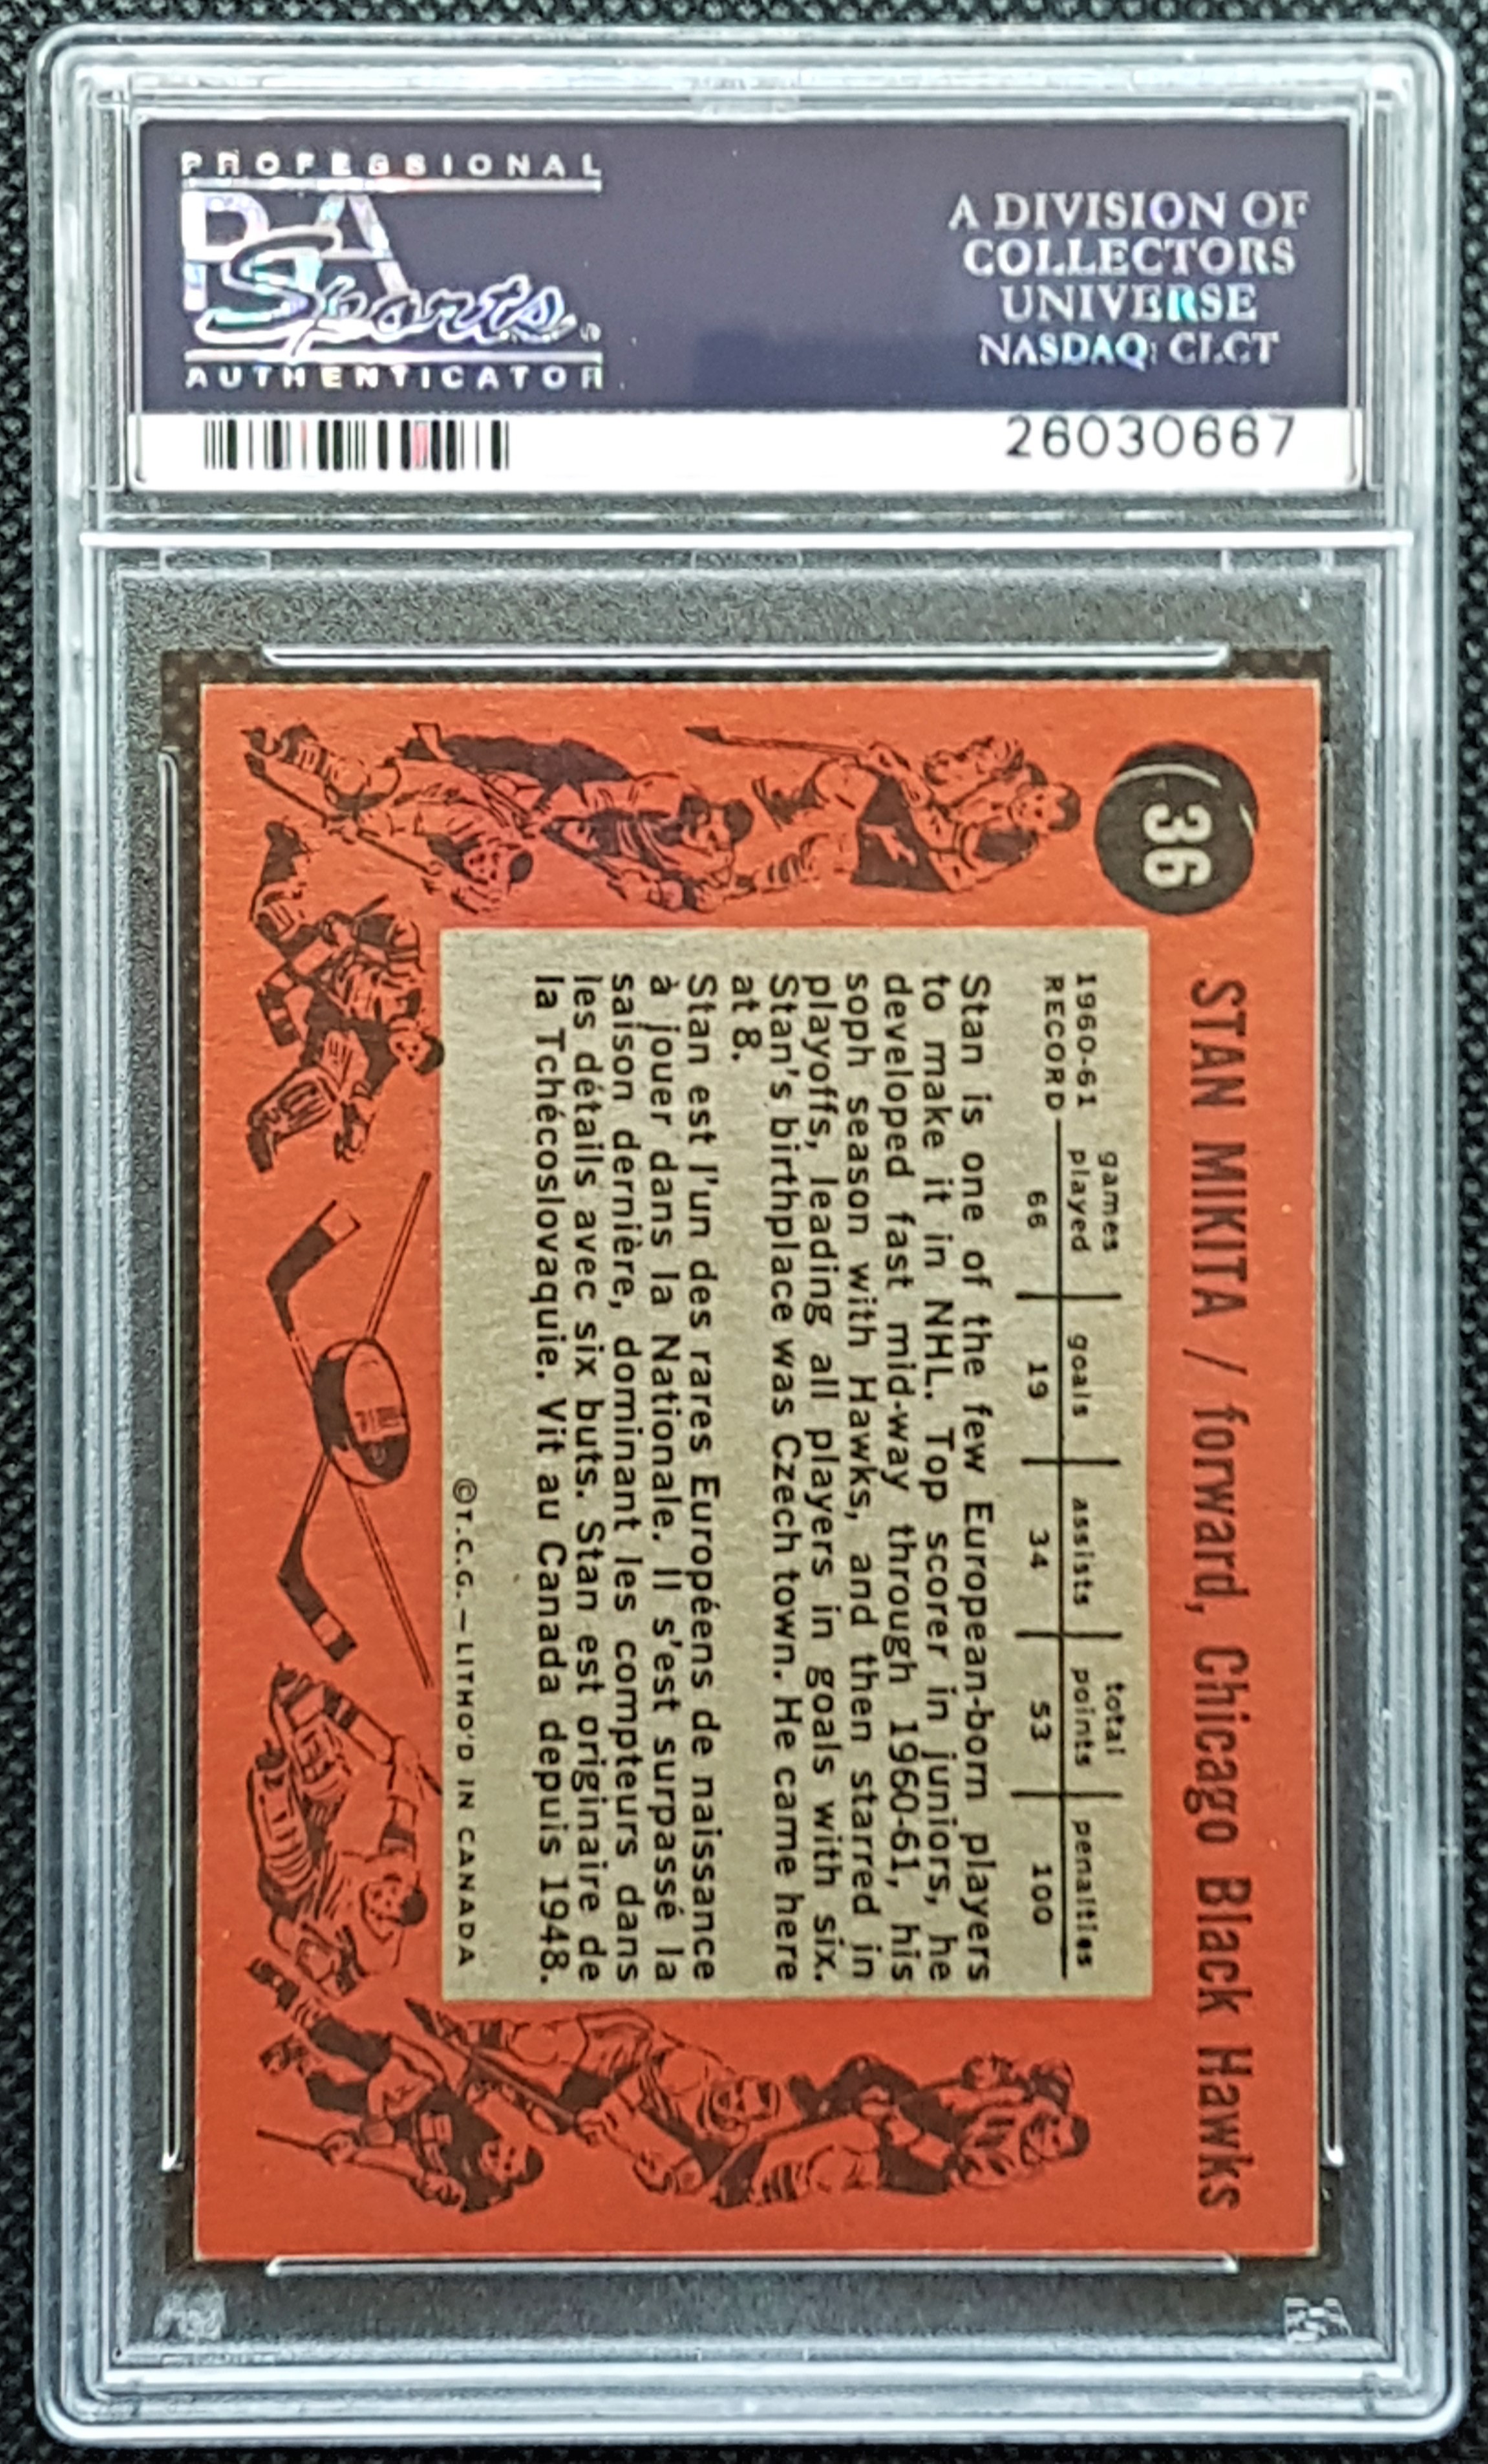 PROFESSIONAL
PSA
Sports
AUTHENTICATOR
A DIVISION OF
COLLECTORS
UNIVERSE
NASDAQ: CLCT
26030667
36
STAN MIKITA / forward, Chicago Black Hawks
1960-61 RECORD
games played goals assists total points penalties
66 19 34 53 100
Stan is one of the few European-born players
to make it in NHL. Top scorer in juniors, he
developed fast mid-way through 1960-61, his
soph season with Hawks, and then starred in
playoffs, leading all players in goals with six.
Stan's birthplace was Czech town. He came here
at 8.
Stan est l'un des rares Européens de naissance
à jouer dans la Nationale. Il s'est surpassé la
saison dernière, dominant les compteurs dans
les détails avec six buts. Stan est originaire de
la Tchécoslovaquie. Vit au Canada depuis 1948.
©T.C.G.—LITHO'D IN CANADA
PSA